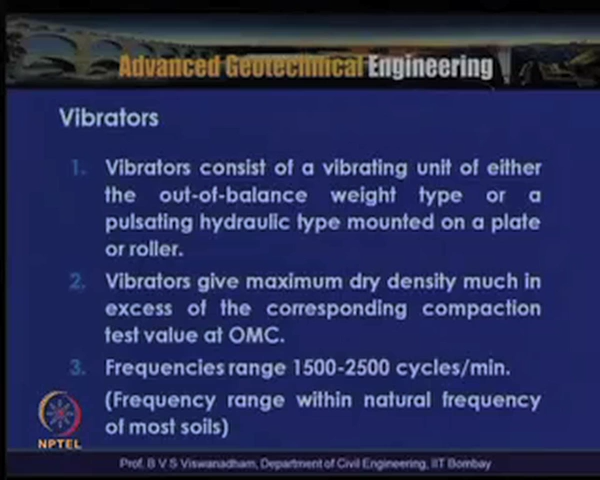 Advanced Geotechnical Engineering
Vibrators
1. Vibrators consist of a vibrating unit of either
the out-of-balance weight type or a
pulsating hydraulic type mounted on a plate
or roller.
2. Vibrators give maximum dry density much in
excess of the corresponding compaction
test value at OMC.
3. Frequencies range 1500-2500 cycles/min.
(Frequency range within natural frequency
of most soils)
NPTEL
Prof. B V S Viswanadham, Department of Civil Engineering, IIT Bombay